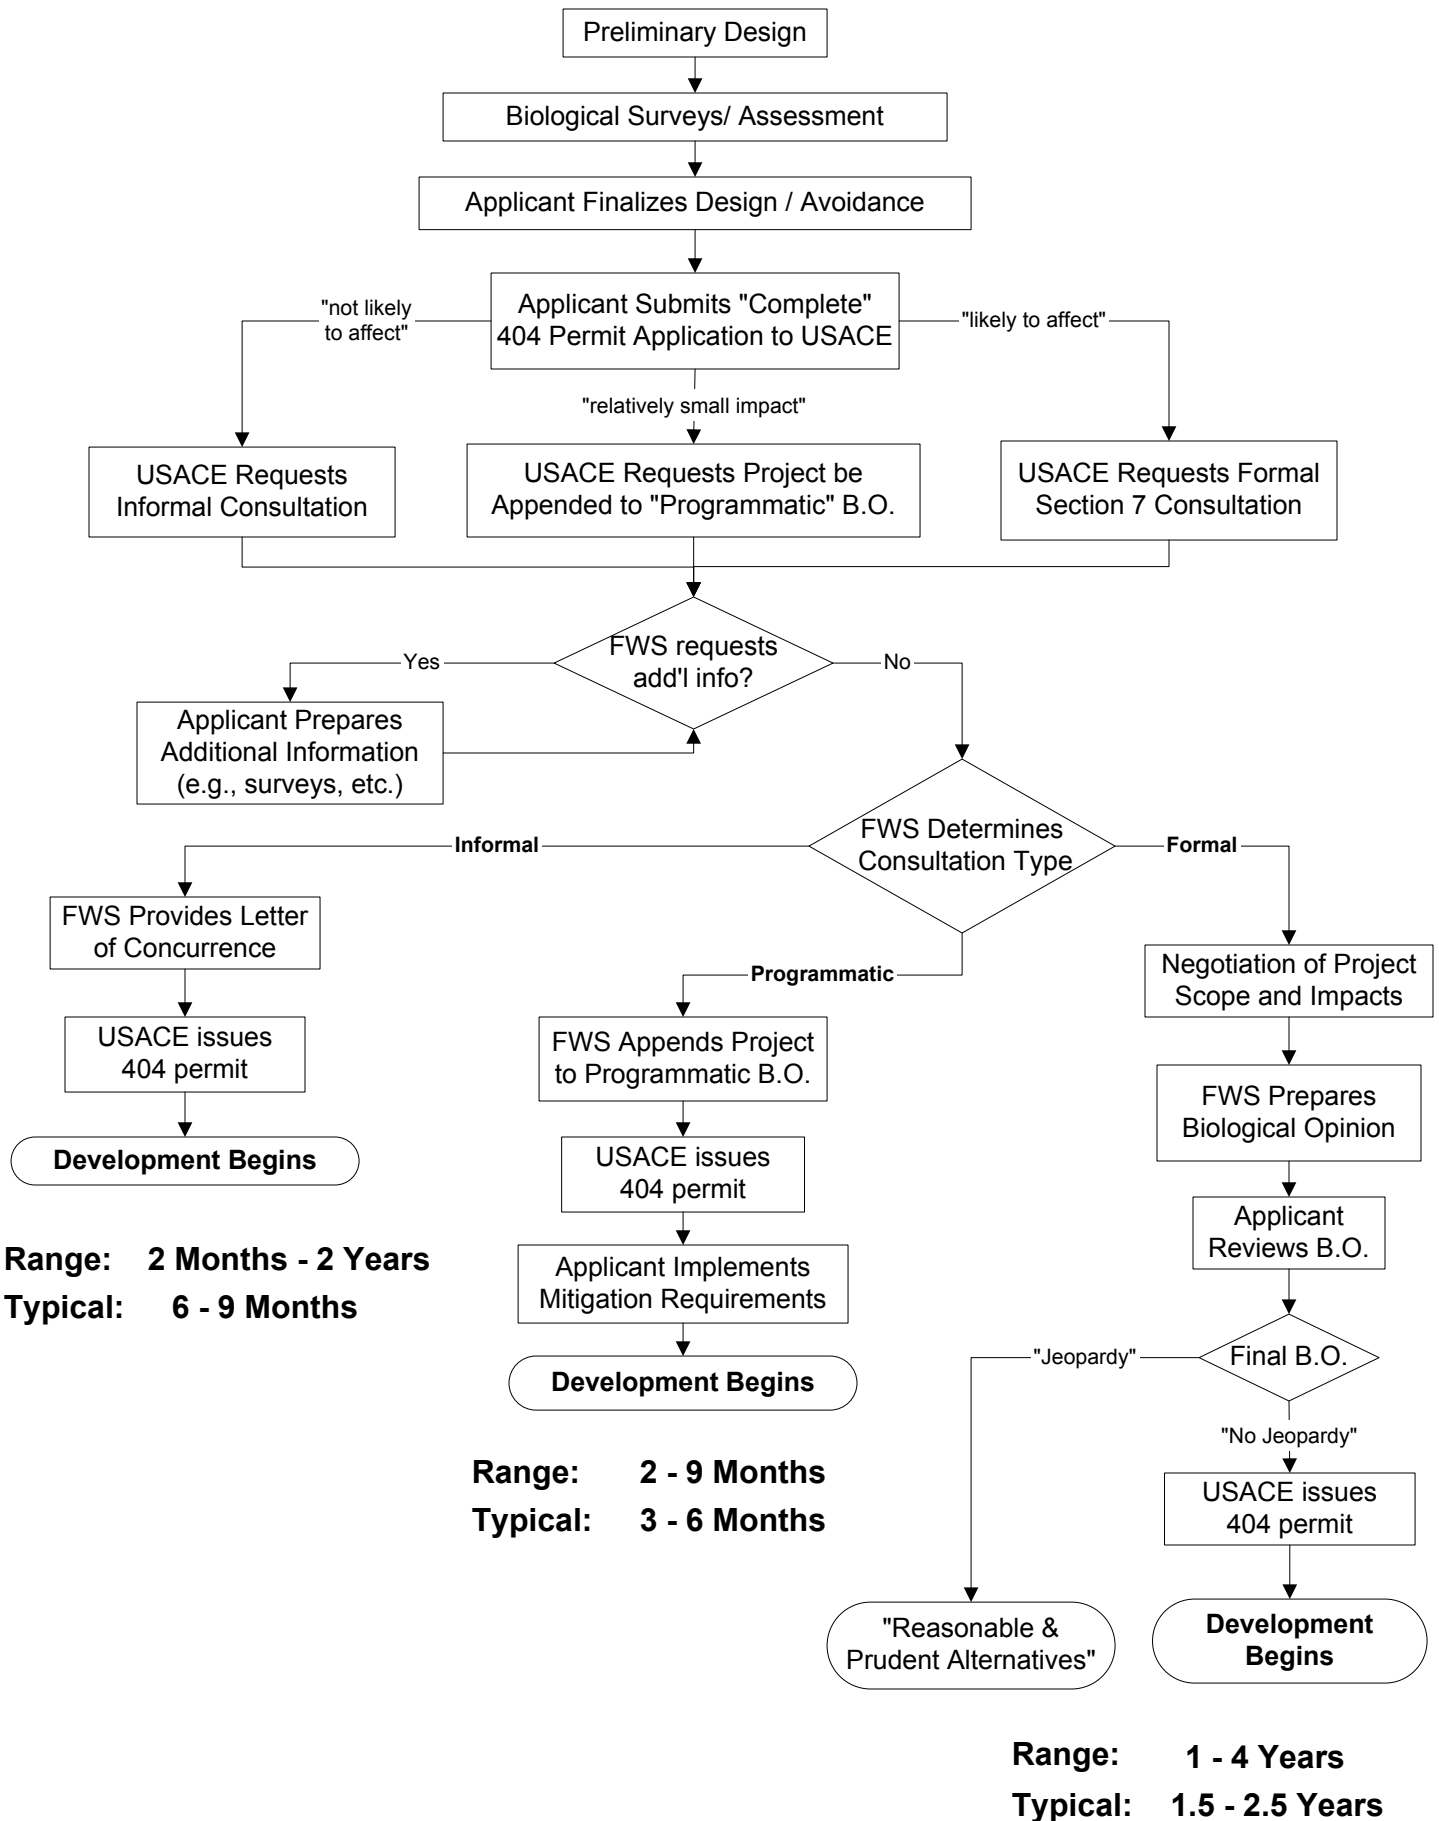 Preliminary Design
Biological Surveys/ Assessment
Applicant Finalizes Design / Avoidance
Applicant Submits "Complete"
404 Permit Application to USACE
"not likely
to affect"
"likely to affect"
"relatively small impact"
USACE Requests
Informal Consultation
USACE Requests Project be
Appended to "Programmatic" B.O.
USACE Requests Formal
Section 7 Consultation
FWS requests
add'l info?
Yes
No
Applicant Prepares
Additional Information
(e.g., surveys, etc.)
FWS Determines
Consultation Type
Informal
Formal
Programmatic
FWS Provides Letter
of Concurrence
USACE issues
404 permit
Development Begins
Range: 2 Months - 2 Years
Typical: 6 - 9 Months
FWS Appends Project
to Programmatic B.O.
USACE issues
404 permit
Applicant Implements
Mitigation Requirements
Development Begins
Range: 2 - 9 Months
Typical: 3 - 6 Months
Negotiation of Project
Scope and Impacts
FWS Prepares
Biological Opinion
Applicant
Reviews B.O.
Final B.O.
"Jeopardy"
"No Jeopardy"
USACE issues
404 permit
"Reasonable &
Prudent Alternatives"
Development
Begins
Range: 1 - 4 Years
Typical: 1.5 - 2.5 Years